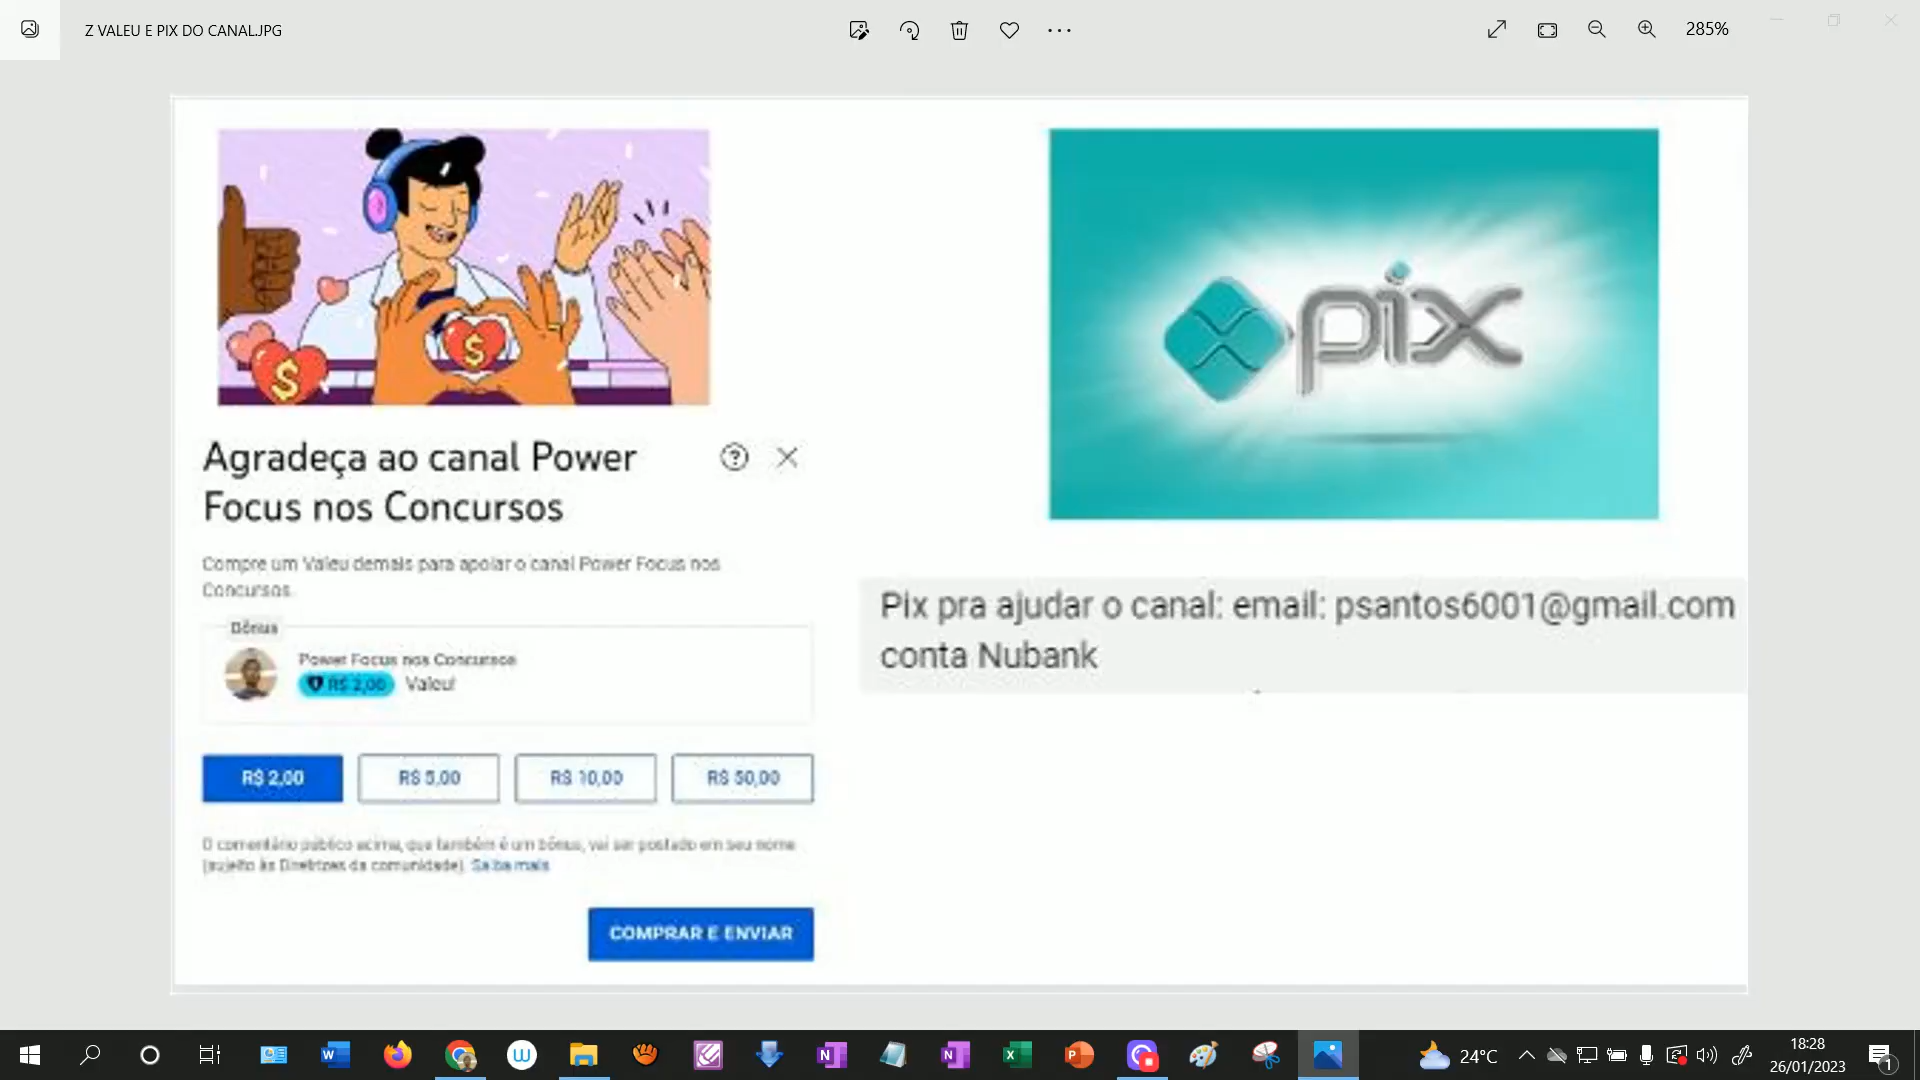 Z VALEU E PIX DO CANAL.JPG
285%
$
$
pix
Agradeça ao canal Power
Focus nos Concursos
Compre um Valeu demais para apoiar o canal Power Focus nos
Concursos.
Bônus
Power Focus nos Concursos
R$ 2,00 Valeu!
R$ 2,00
R$ 5,00
R$ 10,00
R$ 50,00
O comentário público acima, que também é um bônus, vai ser postado em seu nome
(sujeito às Diretrizes da comunidade). Saiba mais
COMPRAR E ENVIAR
Pix pra ajudar o canal: email: psantos6001@gmail.com
conta Nubank
24°C
18:28
26/01/2023
1